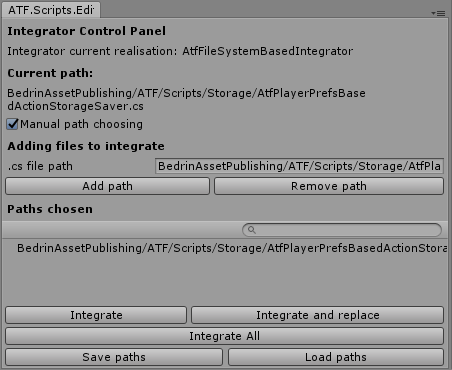 ATF.Scripts.Edi
Integrator Control Panel
Integrator current realisation: AtfFileSystemBasedIntegrator
Current path:
BedrinAssetPublishing/ATF/Scripts/Storage/AtfPlayerPrefsBase
dActionStorageSaver.cs
Manual path choosing
Adding files to integrate
.cs file path BedrinAssetPublishing/ATF/Scripts/Storage/AtfPla
Add path Remove path
Paths chosen
BedrinAssetPublishing/ATF/Scripts/Storage/AtfPlayerPrefsBasedActionStora
Integrate Integrate and replace
Integrate All
Save paths Load paths